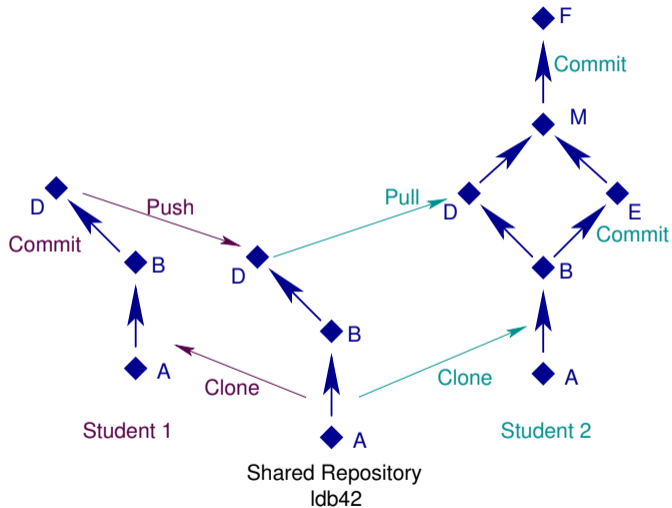 F
Commit
M
D
Push
Pull
D
E
Commit
Commit
B
D
B
B
A
Clone
Clone
A
Student 1
A
Student 2
Shared Repository
ldb42